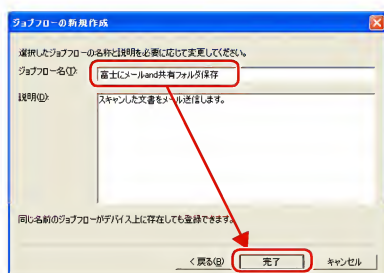 ジョブフローの新規作成
選択したジョブフローの名称と説明を必要に応じて変更してください。
ジョブフロー名(T):
富士にメールand共有フォルダ保存
説明(D):
スキャンした文書をメール送信します。
同じ名前のジョブフローがデバイス上に存在しても登録できます。
< 戻る(B)
完了
キャンセル